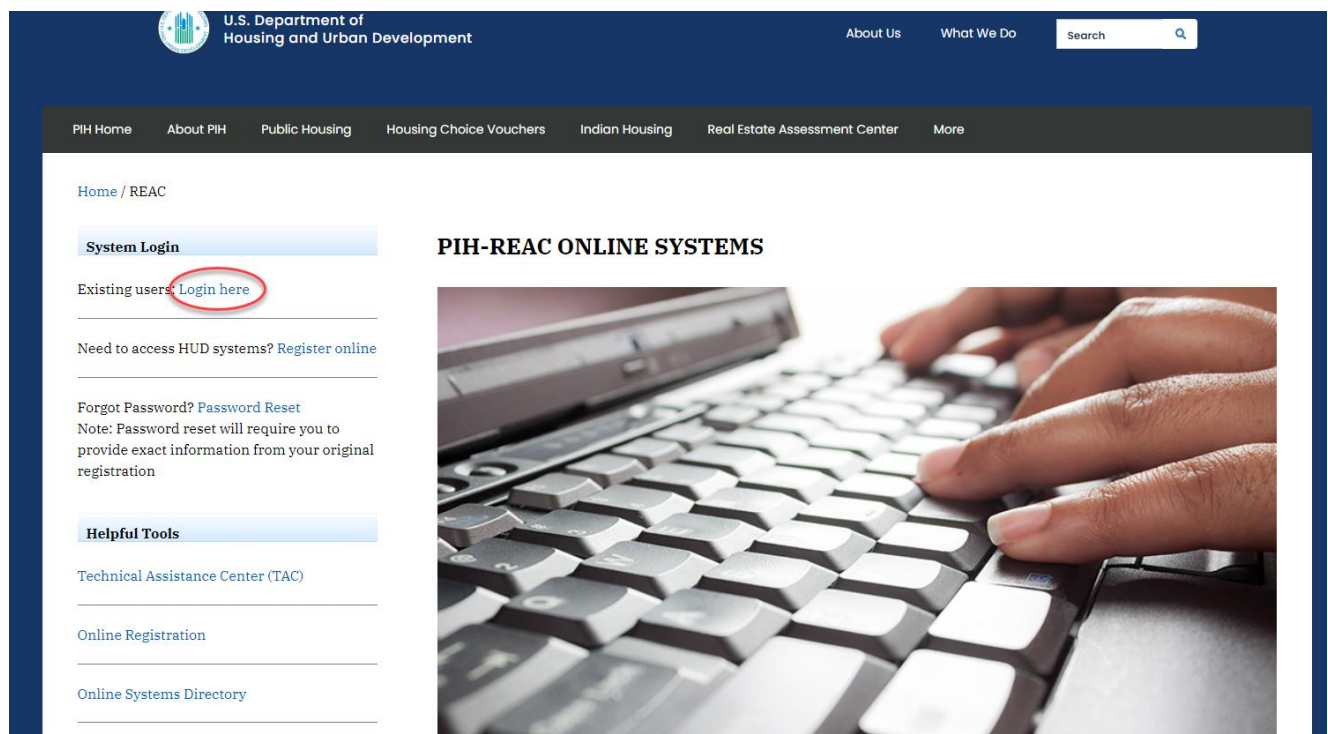 U.S. Department of
Housing and Urban Development
About Us
What We Do
Search
PIH Home
About PIH
Public Housing
Housing Choice Vouchers
Indian Housing
Real Estate Assessment Center
More
Home / REAC
System Login
Existing users: Login here
Need to access HUD systems? Register online
Forgot Password? Password Reset
Note: Password reset will require you to
provide exact information from your original
registration
Helpful Tools
Technical Assistance Center (TAC)
Online Registration
Online Systems Directory
PIH-REAC ONLINE SYSTEMS